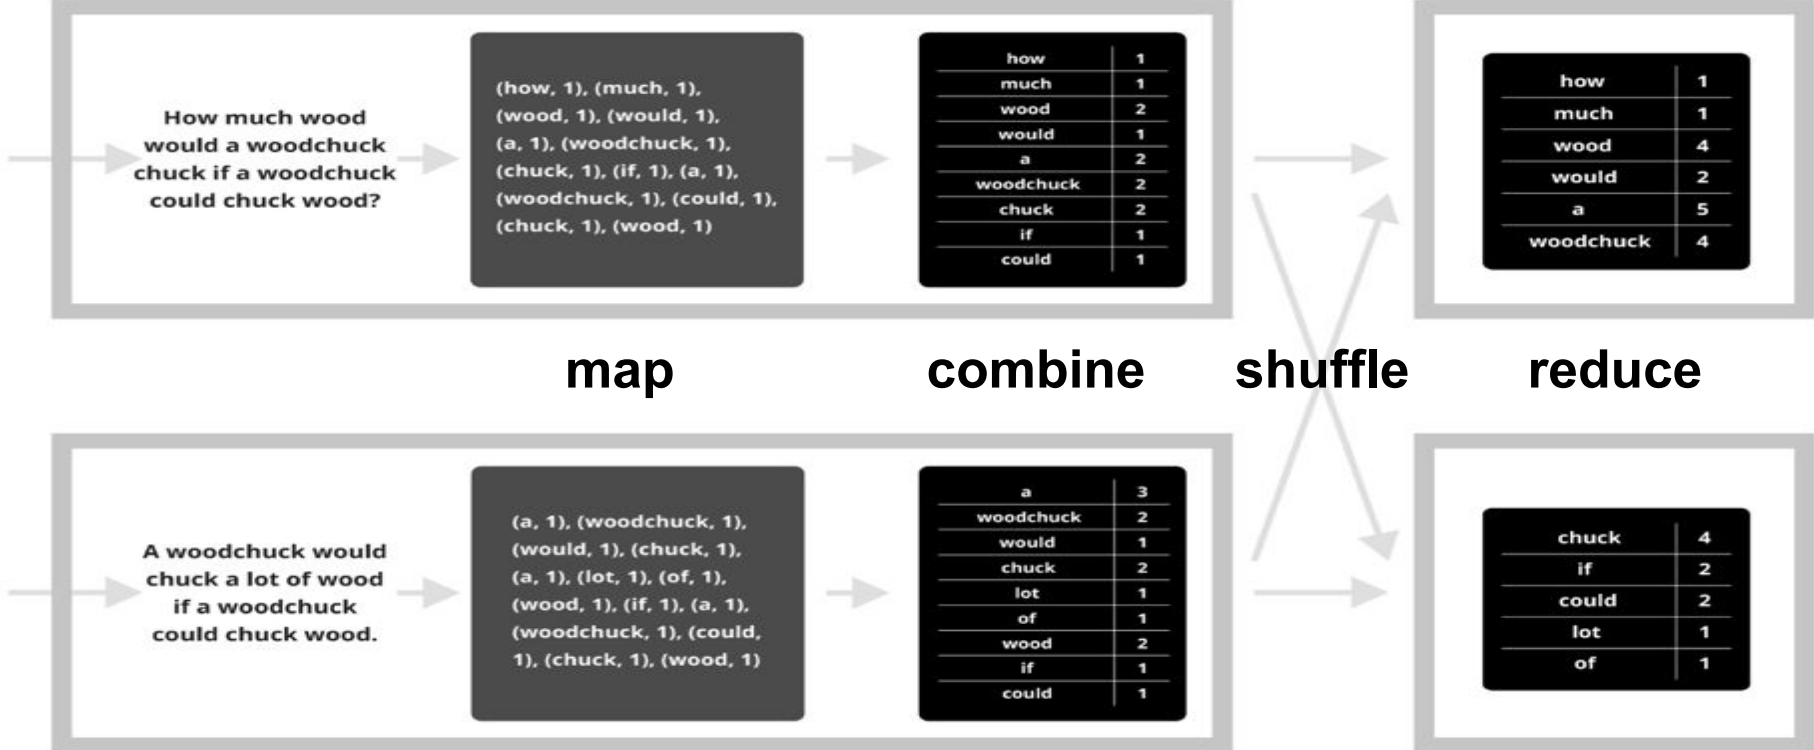 How much wood
would a woodchuck
chuck if a woodchuck
could chuck wood?
(how, 1), (much, 1),
(wood, 1), (would, 1),
(a, 1), (woodchuck, 1),
(chuck, 1), (if, 1), (a, 1),
(woodchuck, 1), (could, 1),
(chuck, 1), (wood, 1)
how 1
much 1
wood 2
would 1
a 2
woodchuck 2
chuck 2
if 1
could 1
how 1
much 1
wood 4
would 2
a 5
woodchuck 4
map combine shuffle reduce
A woodchuck would
chuck a lot of wood
if a woodchuck
could chuck wood.
(a, 1), (woodchuck, 1),
(would, 1), (chuck, 1),
(a, 1), (lot, 1), (of, 1),
(wood, 1), (if, 1), (a, 1),
(woodchuck, 1), (could,
1), (chuck, 1), (wood, 1)
a 3
woodchuck 2
would 1
chuck 2
lot 1
of 1
wood 2
if 1
could 1
chuck 4
if 2
could 2
lot 1
of 1